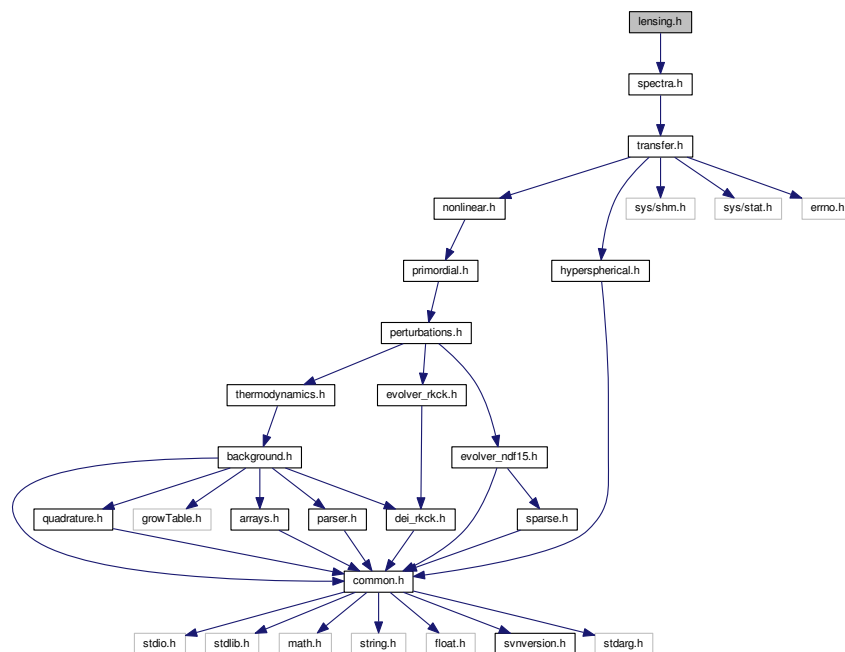 lensing.h
spectra.h
transfer.h
nonlinear.h
sys/shm.h
sys/stat.h
errno.h
primordial.h
hyperspherical.h
perturbations.h
thermodynamics.h
evolver_rkck.h
background.h
evolver_ndf15.h
quadrature.h
growTable.h
arrays.h
parser.h
dei_rkck.h
sparse.h
common.h
stdio.h
stdlib.h
math.h
string.h
float.h
svnversion.h
stdarg.h